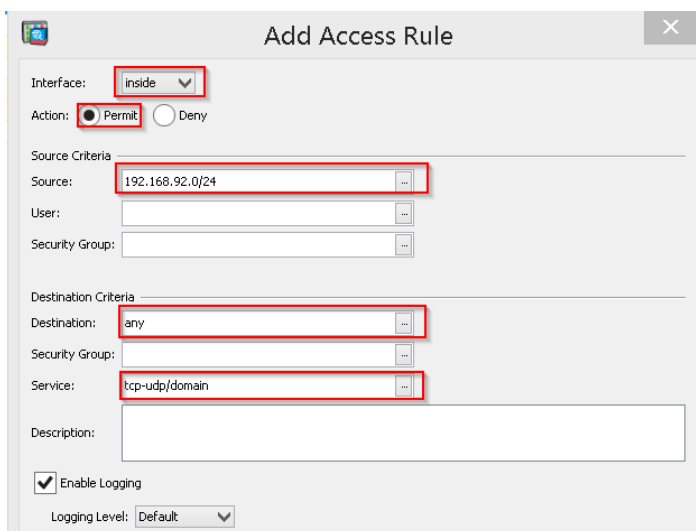 Add Access Rule
Interface: inside
Action: Permit Deny
Source Criteria
Source: 192.168.92.0/24 ...
User: ...
Security Group: ...
Destination Criteria
Destination: any ...
Security Group: ...
Service: tcp-udp/domain ...
Description:
Enable Logging
Logging Level: Default